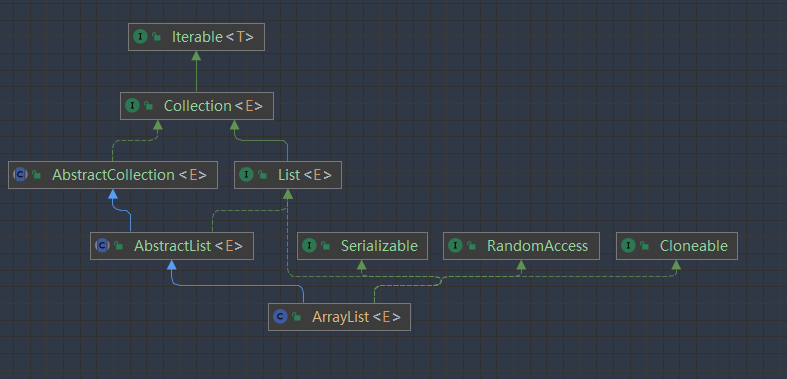 I Iterable<T>
I Collection<E>
C AbstractCollection<E>
I List<E>
C AbstractList<E>
I Serializable
I RandomAccess
I Cloneable
C ArrayList<E>